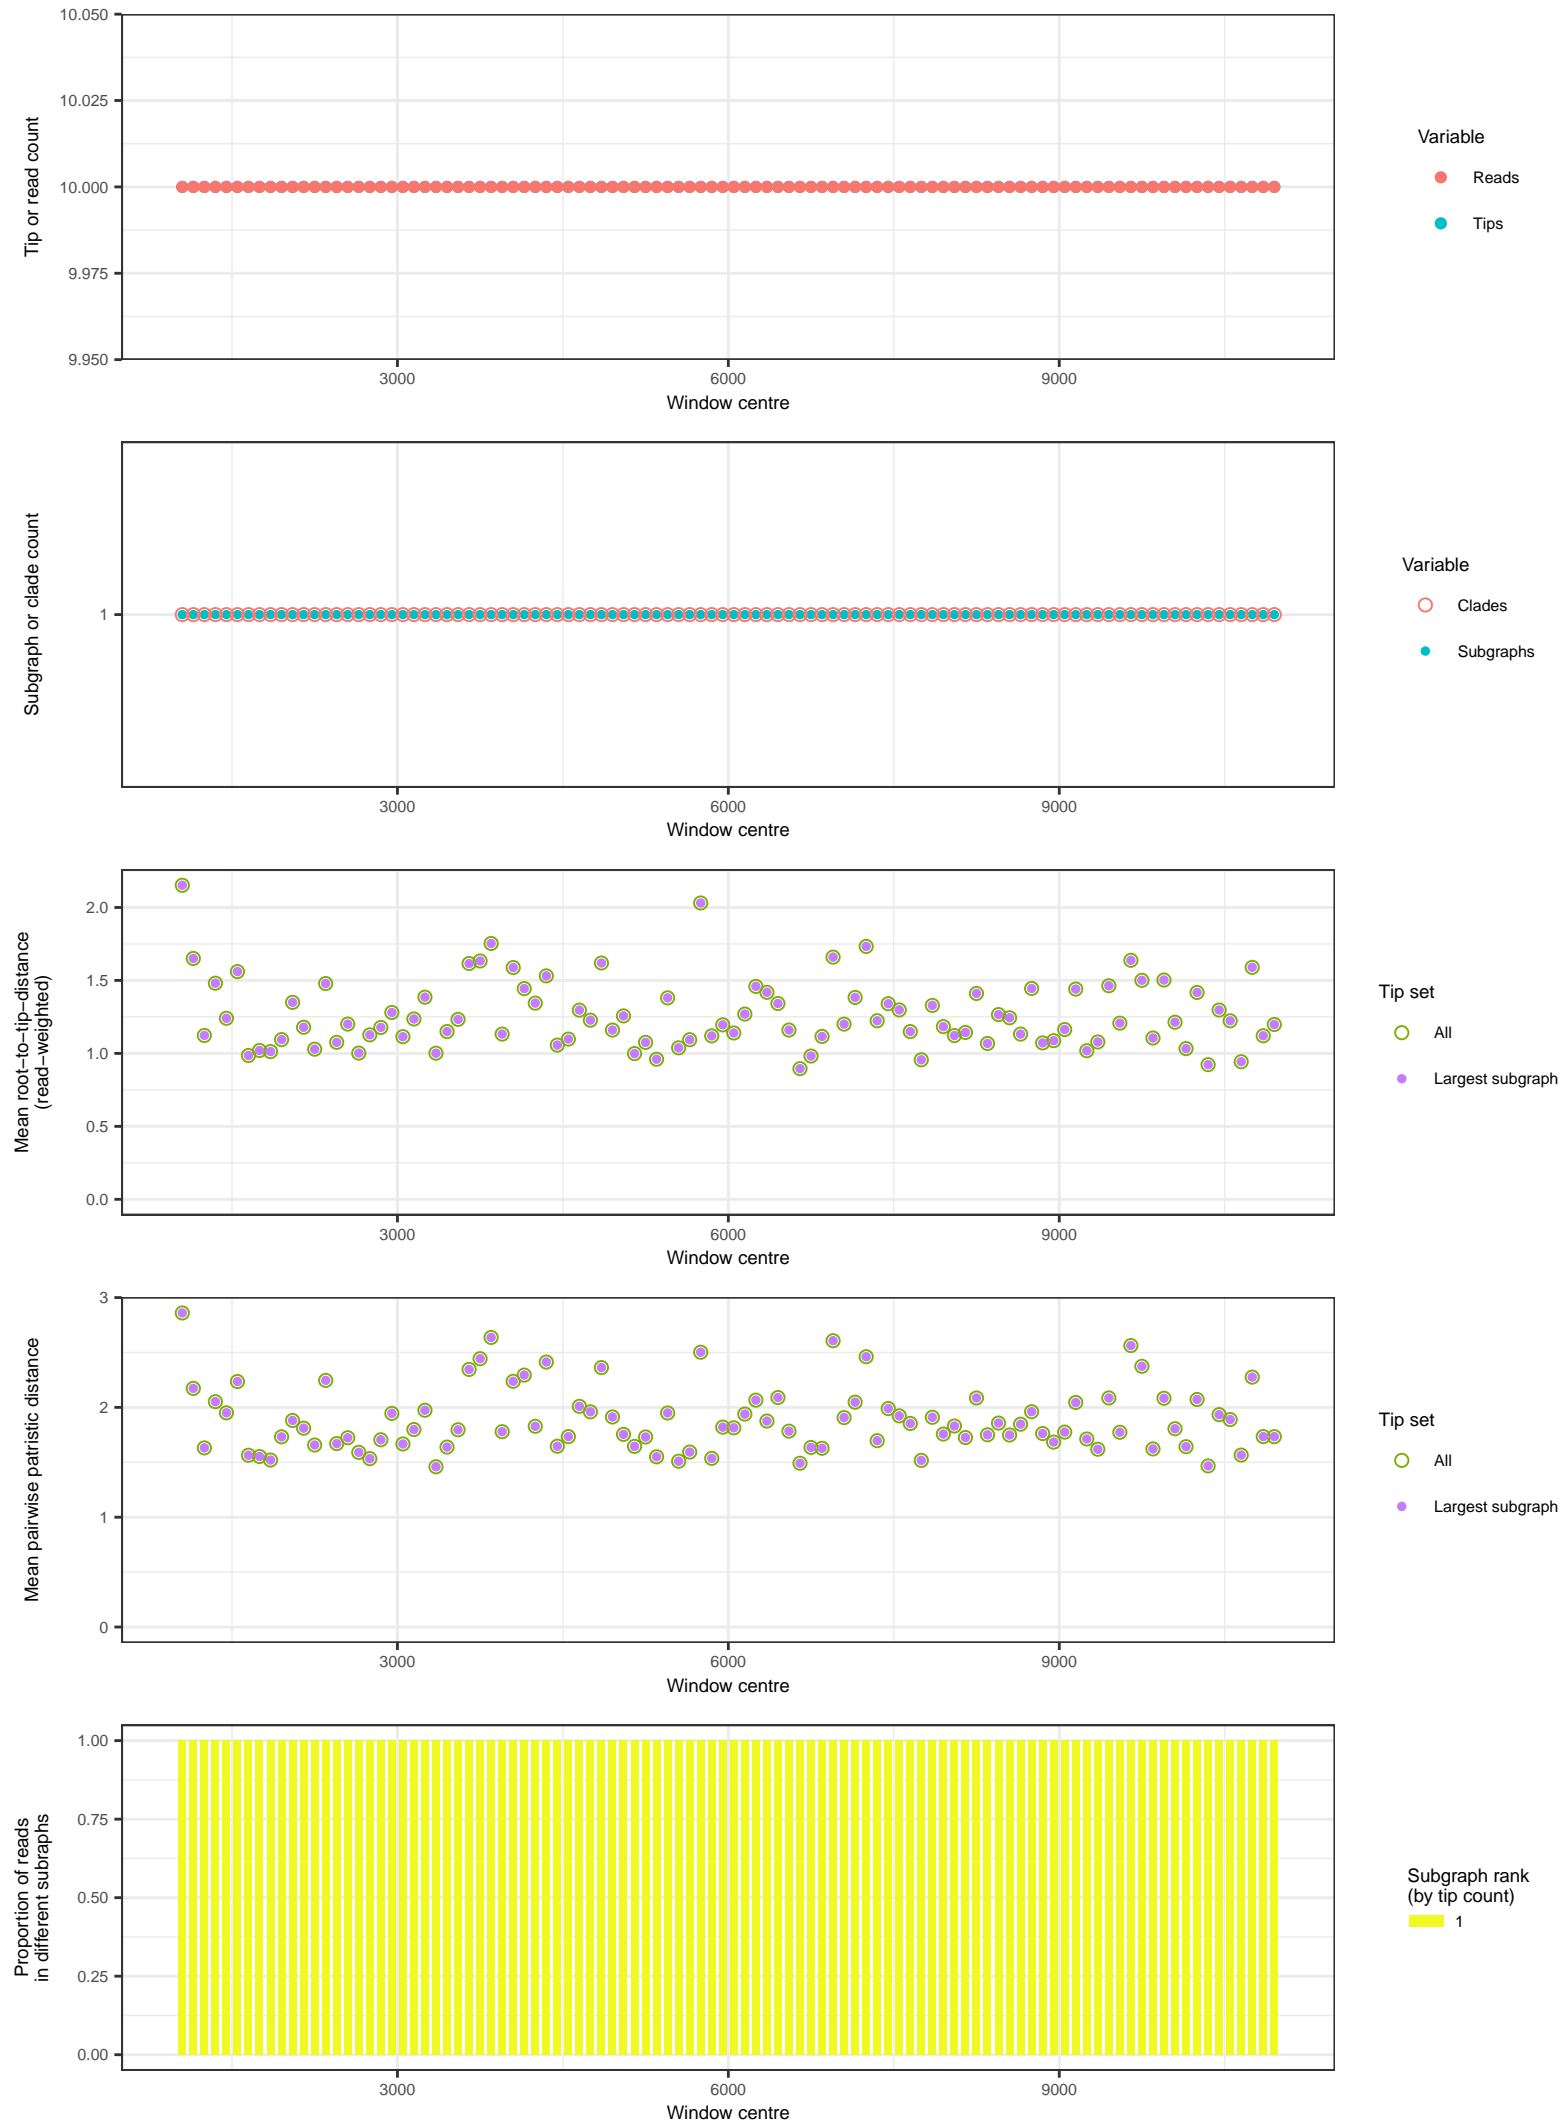 10.050
10.025
10.000
9.975
9.950
Tip or read count
3000 6000 9000
Window centre
Variable
Reads
Tips
Subgraph or clade count
1
3000 6000 9000
Window centre
Variable
Clades
Subgraphs
Mean root−to−tip−distance
(read−weighted)
2.0
1.5
1.0
0.5
0.0
3000 6000 9000
Window centre
Tip set
All
Largest subgraph
Mean pairwise patristic distance
3
2
1
0
3000 6000 9000
Window centre
Tip set
All
Largest subgraph
Proportion of reads
in different subraphs
1.00
0.75
0.50
0.25
0.00
3000 6000 9000
Window centre
Subgraph rank
(by tip count)
1